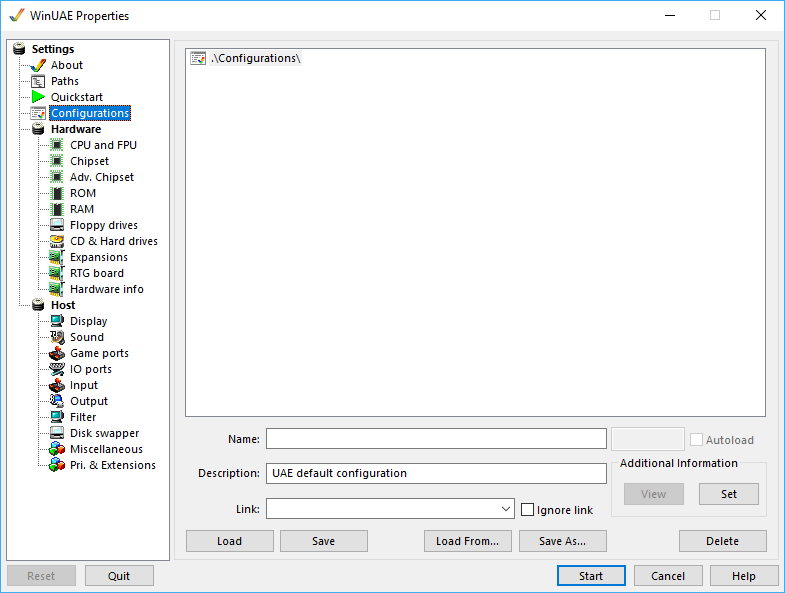 WinUAE Properties
Settings
About
Paths
Quickstart
Configurations
Hardware
CPU and FPU
Chipset
Adv. Chipset
ROM
RAM
Floppy drives
CD & Hard drives
Expansions
RTG board
Hardware info
Host
Display
Sound
Game ports
IO ports
Input
Output
Filter
Disk swapper
Miscellaneous
Pri. & Extensions
.\Configurations\
Name:
Autoload
Description: UAE default configuration
Additional Information
View Set
Link:
Ignore link
Load Save Load From... Save As... Delete
Reset Quit Start Cancel Help